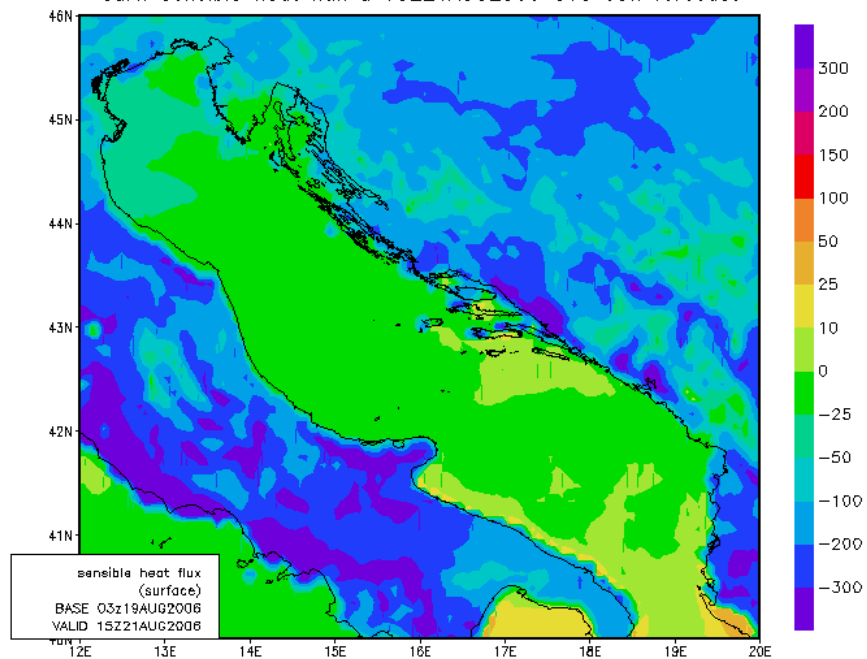 46N
45N
44N
43N
42N
41N
12E
13E
14E
15E
16E
17E
18E
19E
20E
300
200
150
100
50
25
10
0
−25
−50
−100
−200
−300
sensible heat flux
(surface)
BASE 03z19AUG2006
VALID 15Z21AUG2006